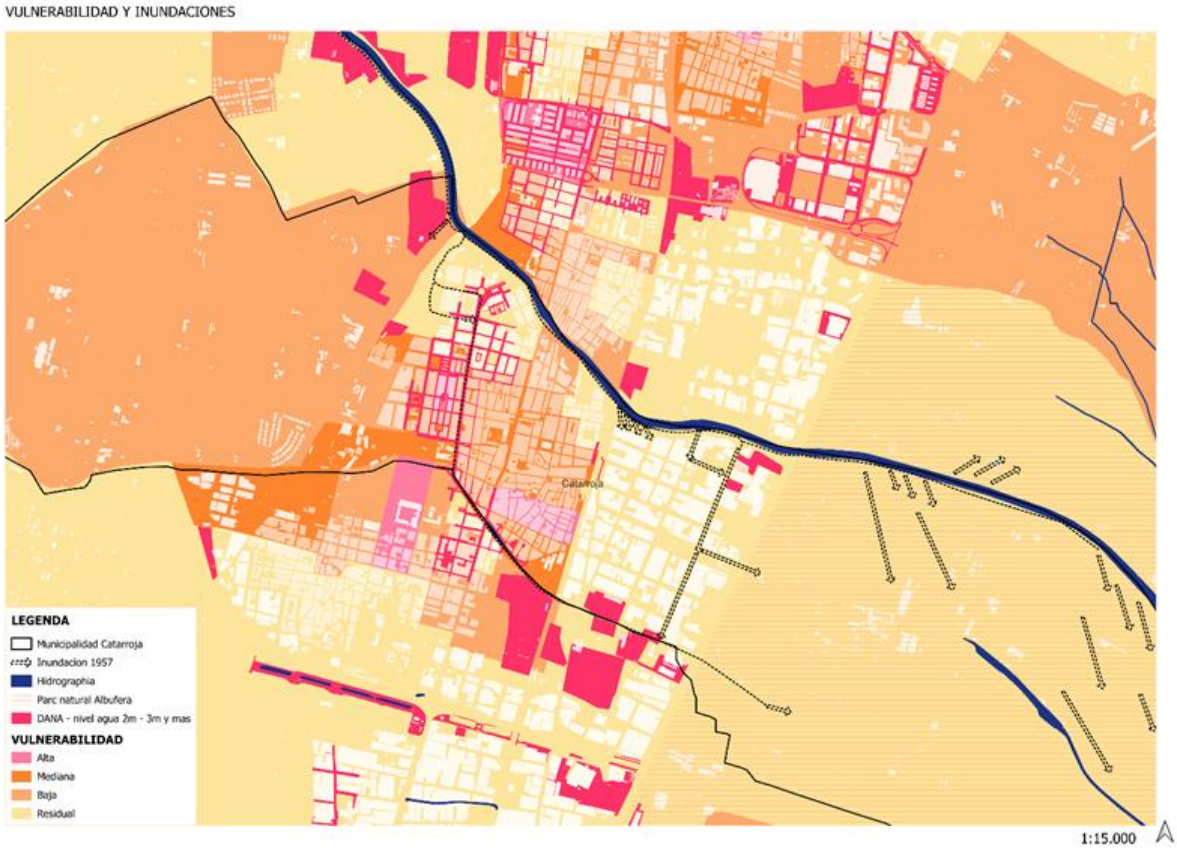 VULNERABILIDAD Y INUNDACIONES
Catarroja
LEGENDA
Municipalidad Catarroja
Inundacion 1957
Hidrographia
Parc natural Albufera
DANA - nivel agua 2m - 3m y mas
VULNERABILIDAD
Alta
Mediana
Baja
Residual
1:15.000